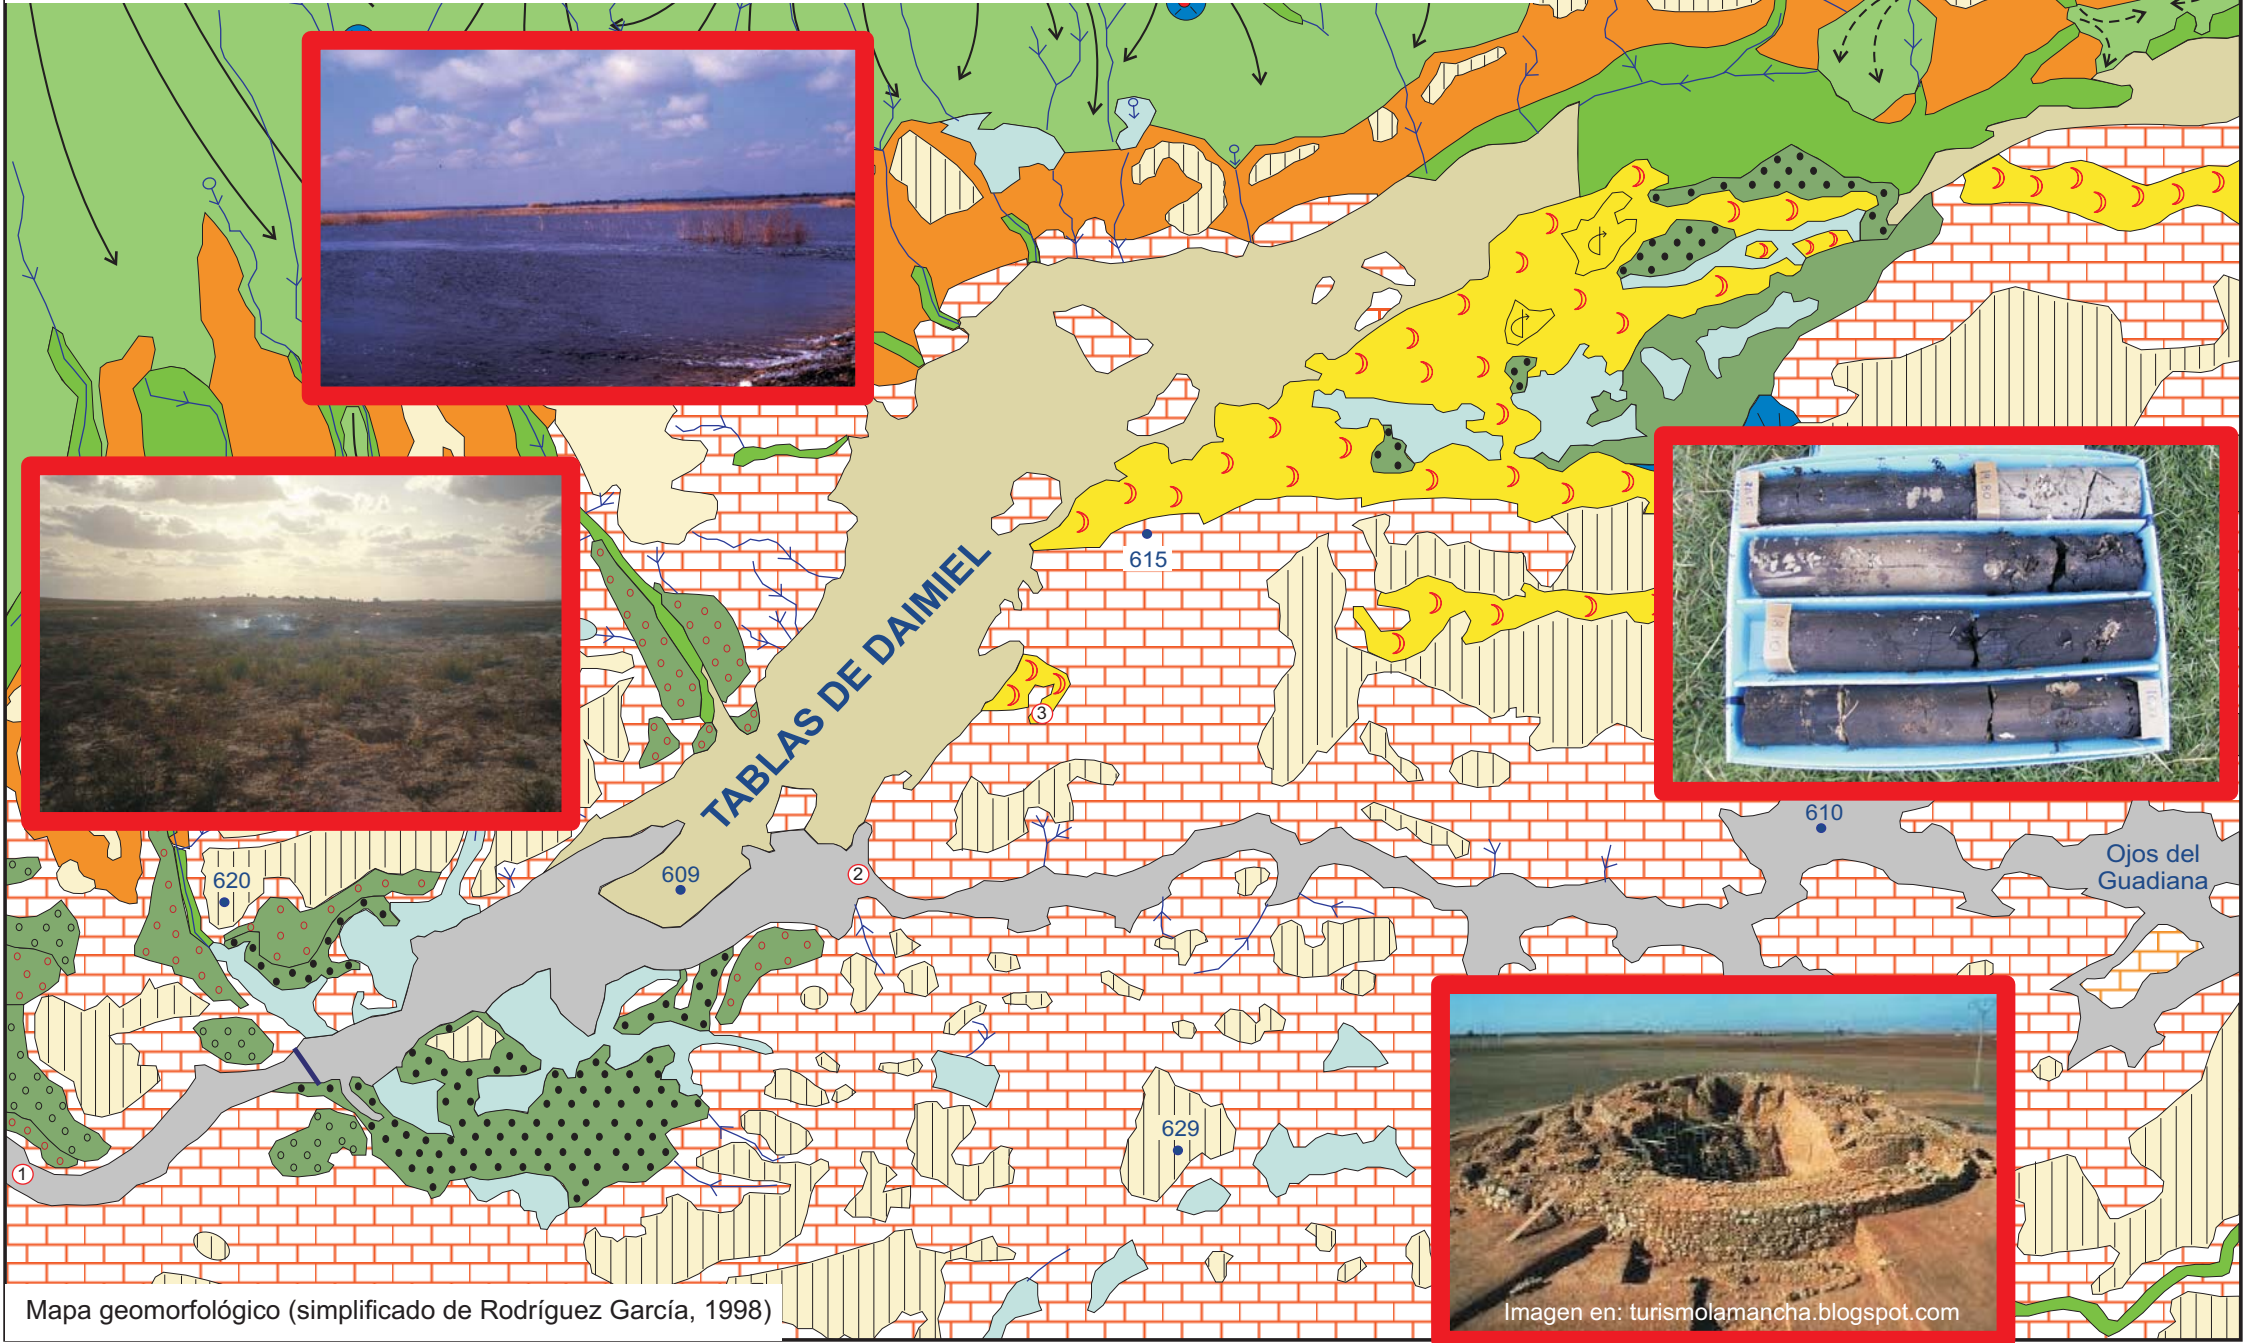 615
TABLAS DE DAIMIEL
3
610
Ojos del
Guadiana
620
609
2
629
1
Mapa geomorfológico (simplificado de Rodríguez García, 1998)
Imagen en: turismolamancha.blogspot.com